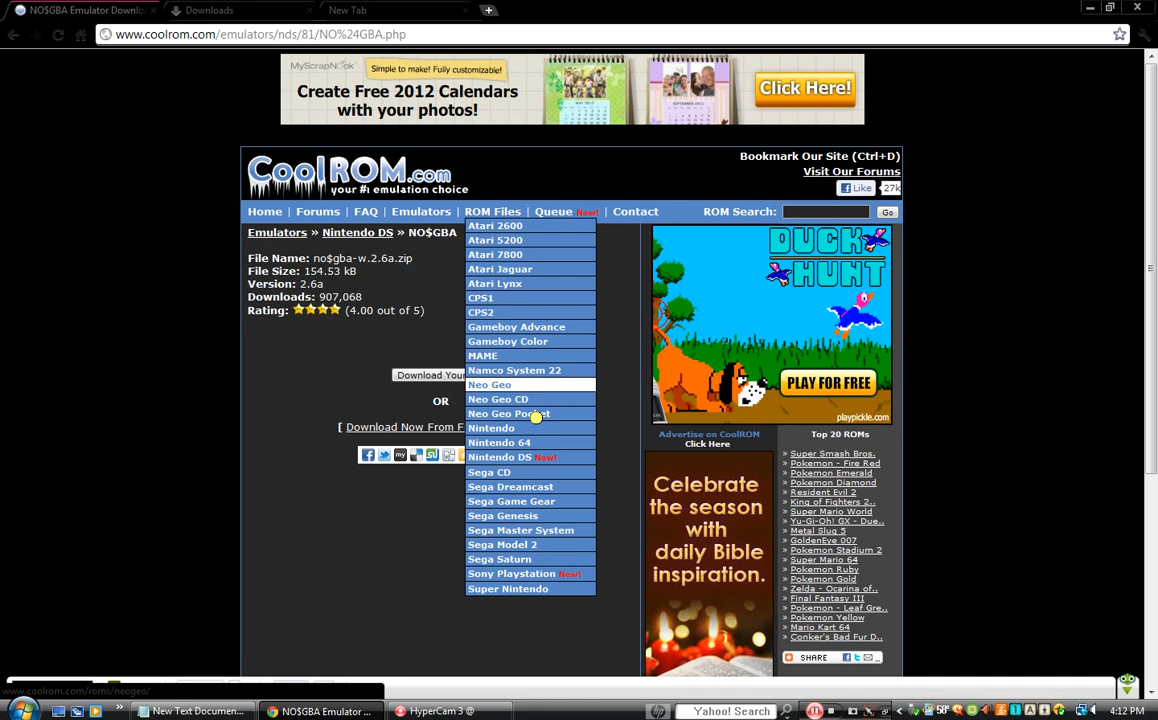 NO$GBA Emulator Downlo
Downloads
New Tab
www.coolrom.com/emulators/nds/81/NO%24GBA.php
MyScrapNook
Simple to make! Fully customizable!
Create Free 2012 Calendars
with your photos!
Click Here!
CoolROM.com
your #1 emulation choice
Bookmark Our Site (Ctrl+D)
Visit Our Forums
Like 27k
Home | Forums | FAQ | Emulators | ROM Files | Queue New! | Contact
ROM Search: Go
Emulators » Nintendo DS » NO$GBA
File Name: no$gba-w.2.6a.zip
File Size: 154.53 kB
Version: 2.6a
Downloads: 907,068
Rating: (4.00 out of 5)
Download Your
OR
[ Download Now From F
Atari 2600
Atari 5200
Atari 7800
Atari Jaguar
Atari Lynx
CPS1
CPS2
Gameboy Advance
Gameboy Color
MAME
Namco System 22
Neo Geo
Neo Geo CD
Neo Geo Pocket
Nintendo
Nintendo 64
Nintendo DS New!
Sega CD
Sega Dreamcast
Sega Game Gear
Sega Genesis
Sega Master System
Sega Model 2
Sega Saturn
Sony Playstation New!
Super Nintendo
DUCK
HUNT
PLAY FOR FREE
playpickle.com
Advertise on CoolROM
Click Here
Celebrate
the season
with
daily Bible
inspiration.
Top 20 ROMs
» Super Smash Bros.
» Pokemon - Fire Red
» Pokemon Emerald
» Pokemon Diamond
» Resident Evil 2
» King of Fighters 2..
» Super Mario World
» Yu-Gi-Oh! GX - Due..
» Metal Slug 5
» GoldenEye 007
» Pokemon Stadium 2
» Super Mario 64
» Pokemon Ruby
» Pokemon Gold
» Zelda - Ocarina of..
» Final Fantasy III
» Pokemon - Leaf Gre..
» Pokemon Yellow
» Mario Kart 64
» Conker's Bad Fur D..
SHARE
www.coolrom.com/roms/neogeo/
New Text Documen...
NO$GBA Emulator ...
HyperCam 3 @
Yahoo! Search
58°
4:12 PM